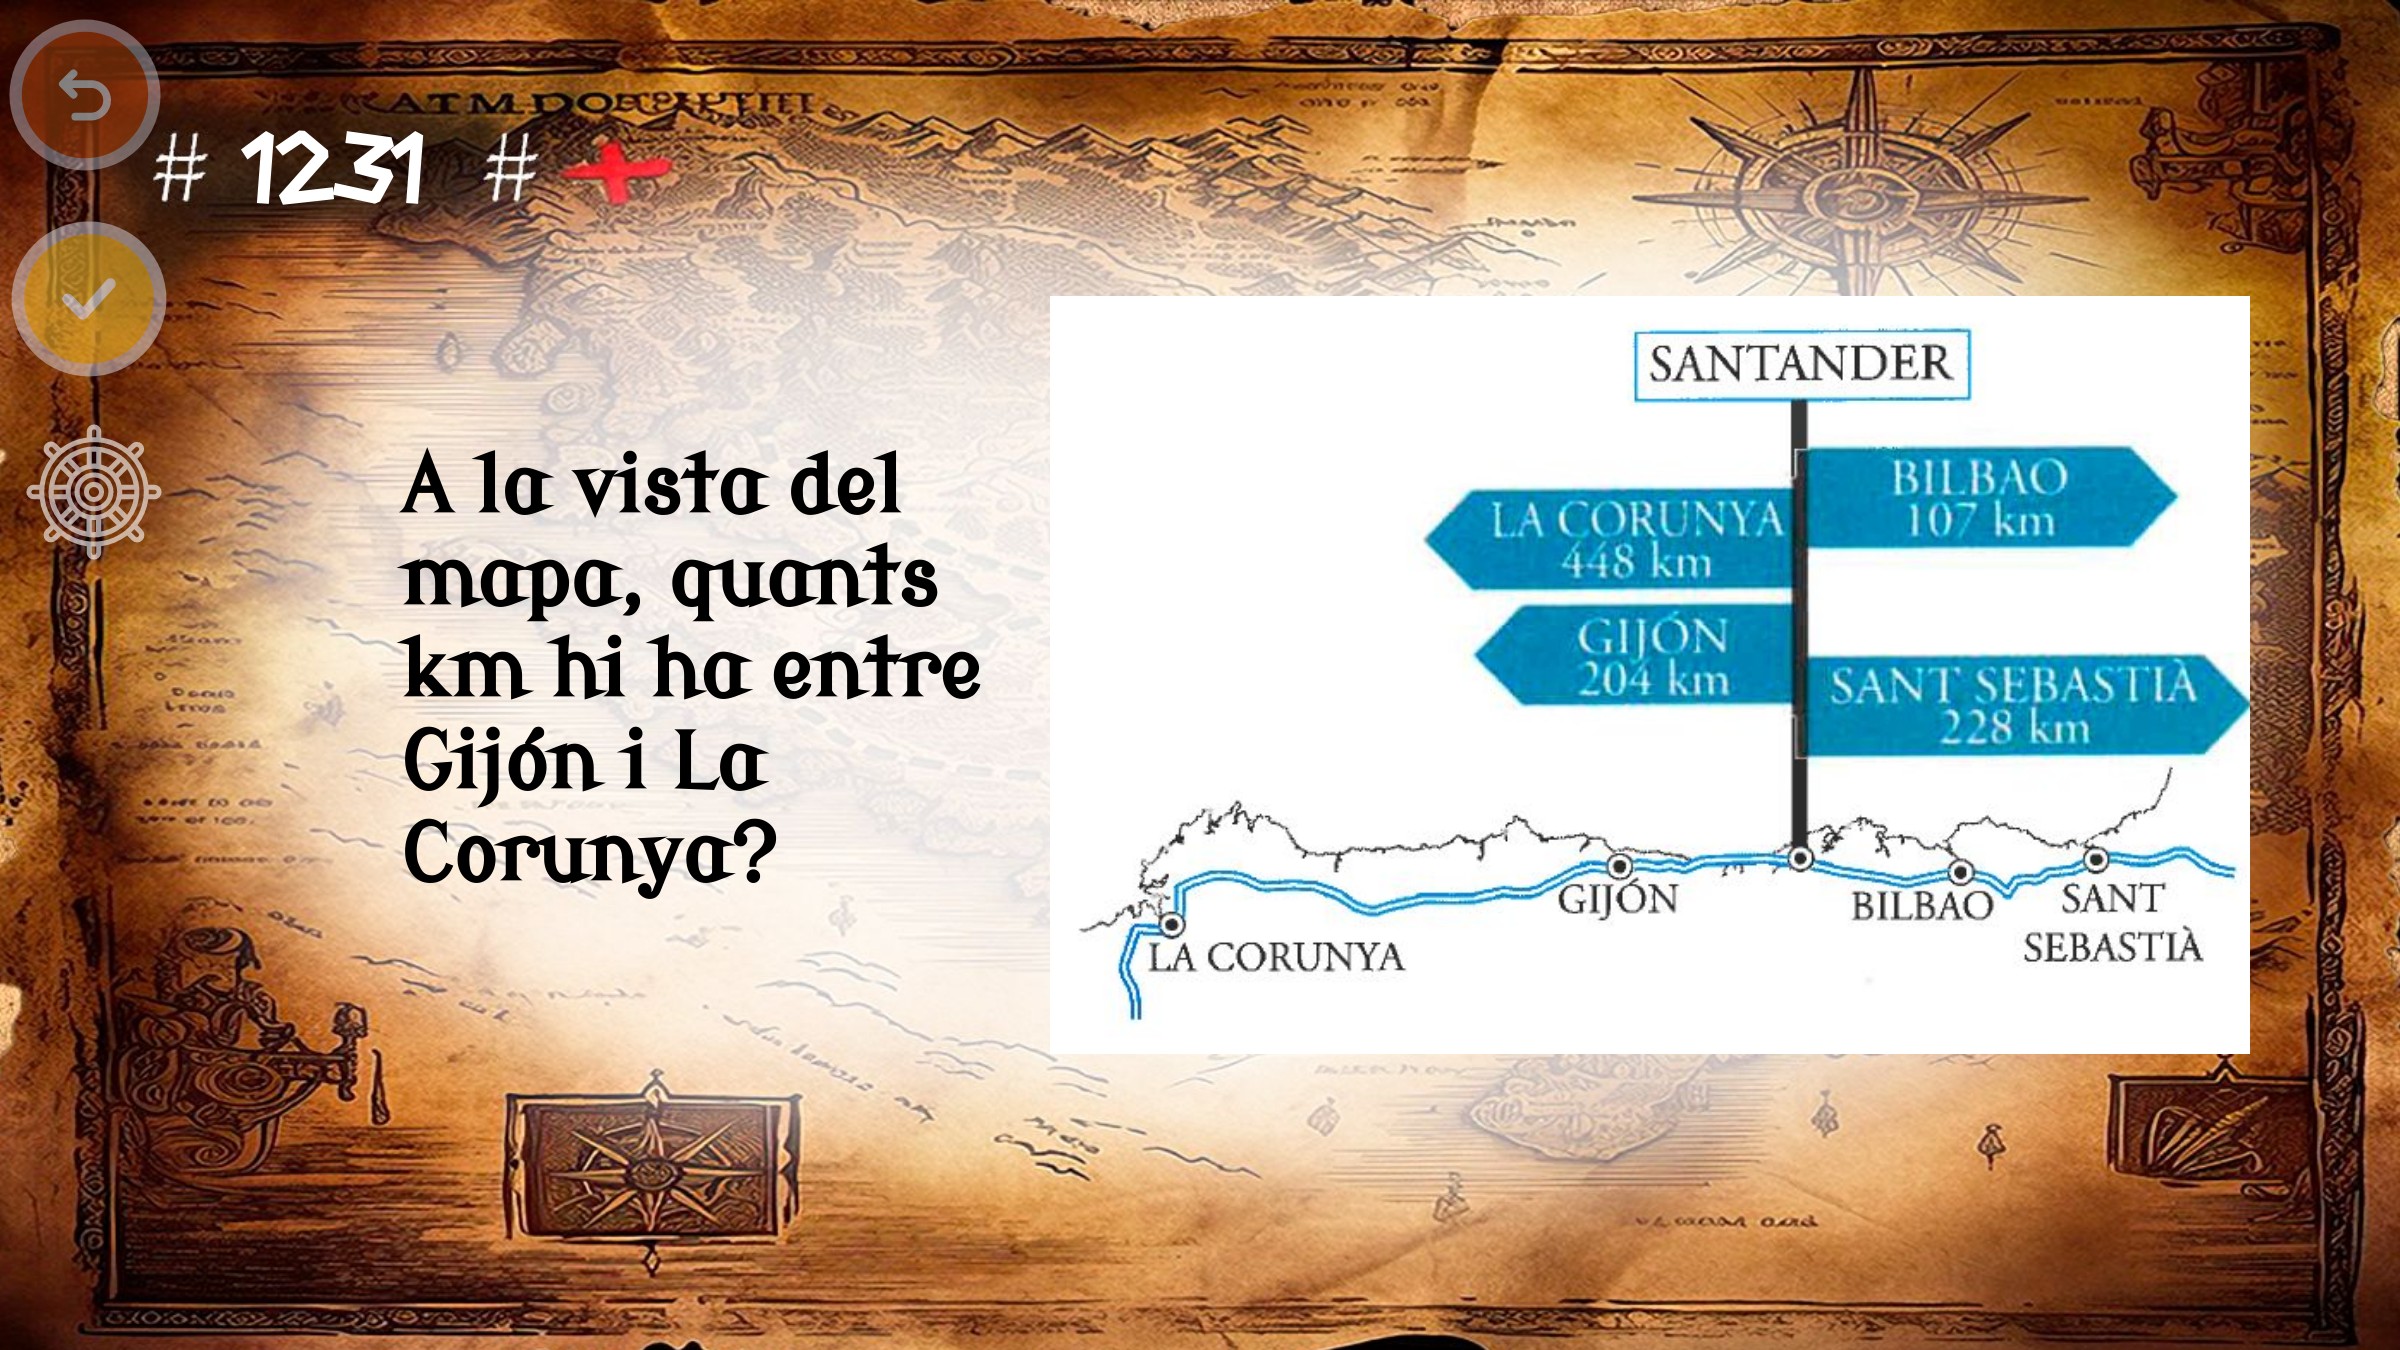 # 1231 #
A la vista del
mapa, quants
km hi ha entre
Gijón i La
Corunya?
SANTANDER
BILBAO
107 km
LA CORUNYA
448 km
GIJÓN
204 km
SANT SEBASTIÀ
228 km
GIJÓN
BILBAO
SANT
SEBASTIÀ
LA CORUNYA